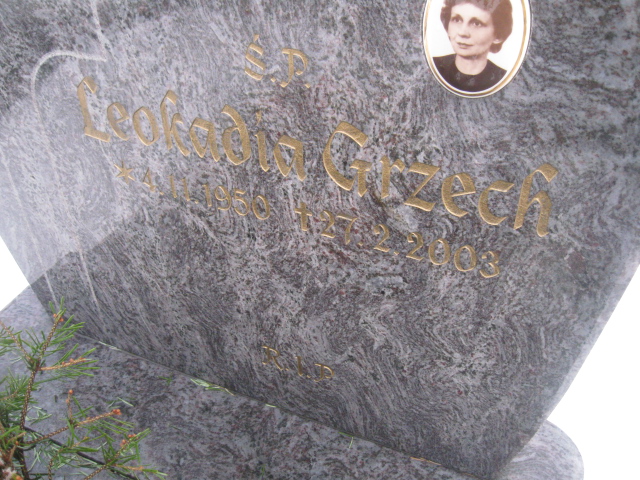 Ś.P.
Leokadia Grzech
* 4.11.1950 † 27.2.2003
R.I.P